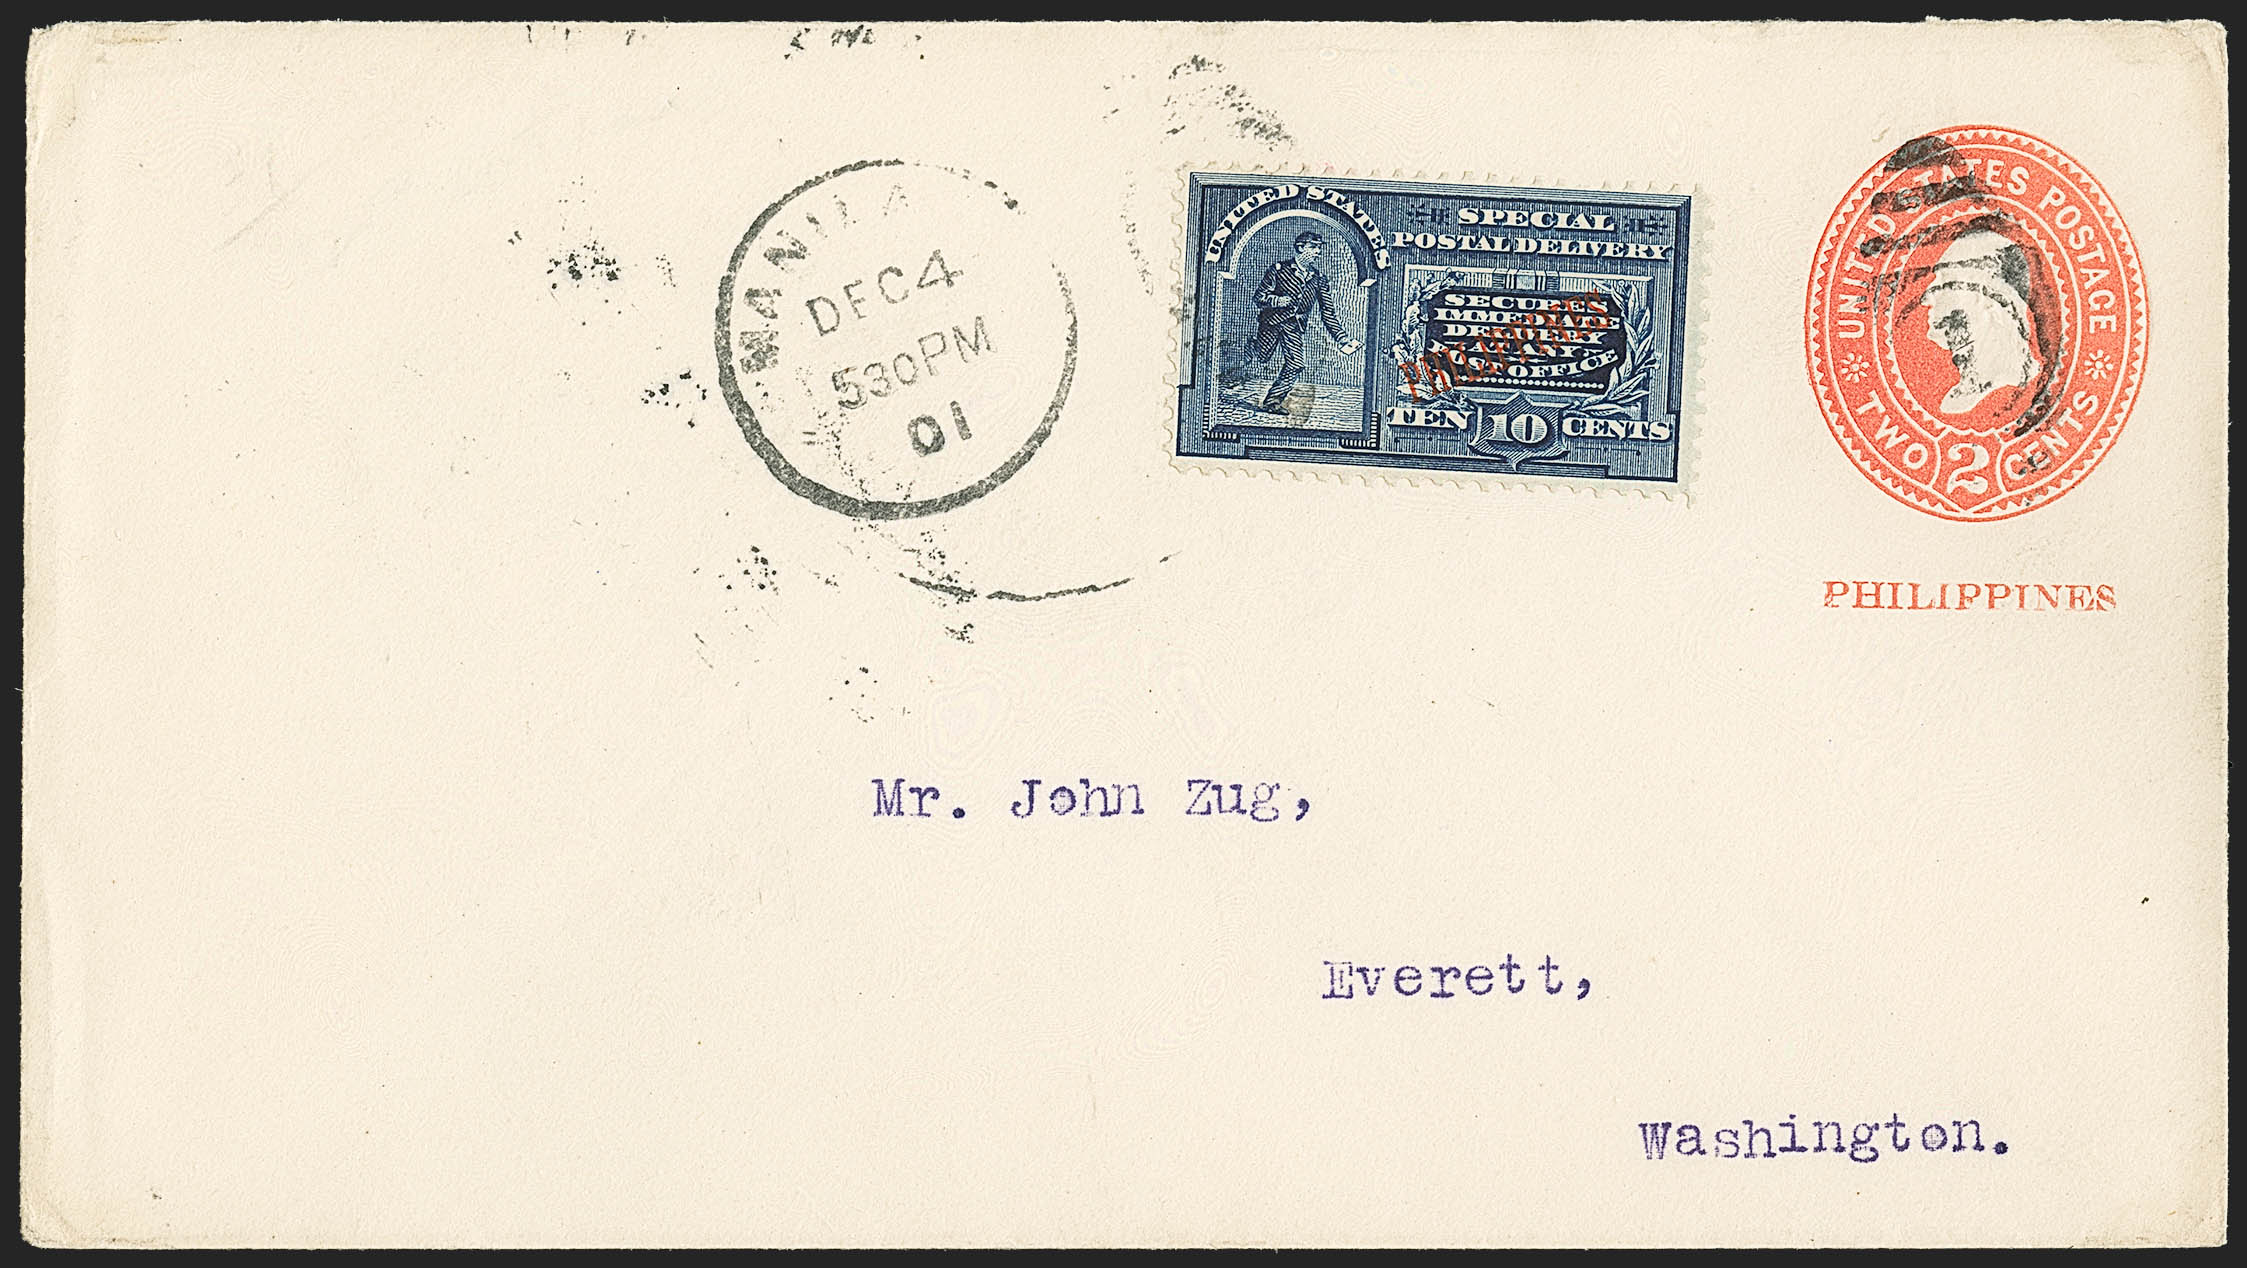 MANILA
DEC 4
530 PM
01
UNITED STATES
SPECIAL
POSTAL DELIVERY
SECURES
IMMEDIATE
DELIVERY
AT ANY
POST OFFICE
PHILIPPINES
TEN 10 CENTS
UNITED STATES POSTAGE
1
TWO 2 CENTS
PHILIPPINES
Mr. John Zug,
Everett,
Washington.